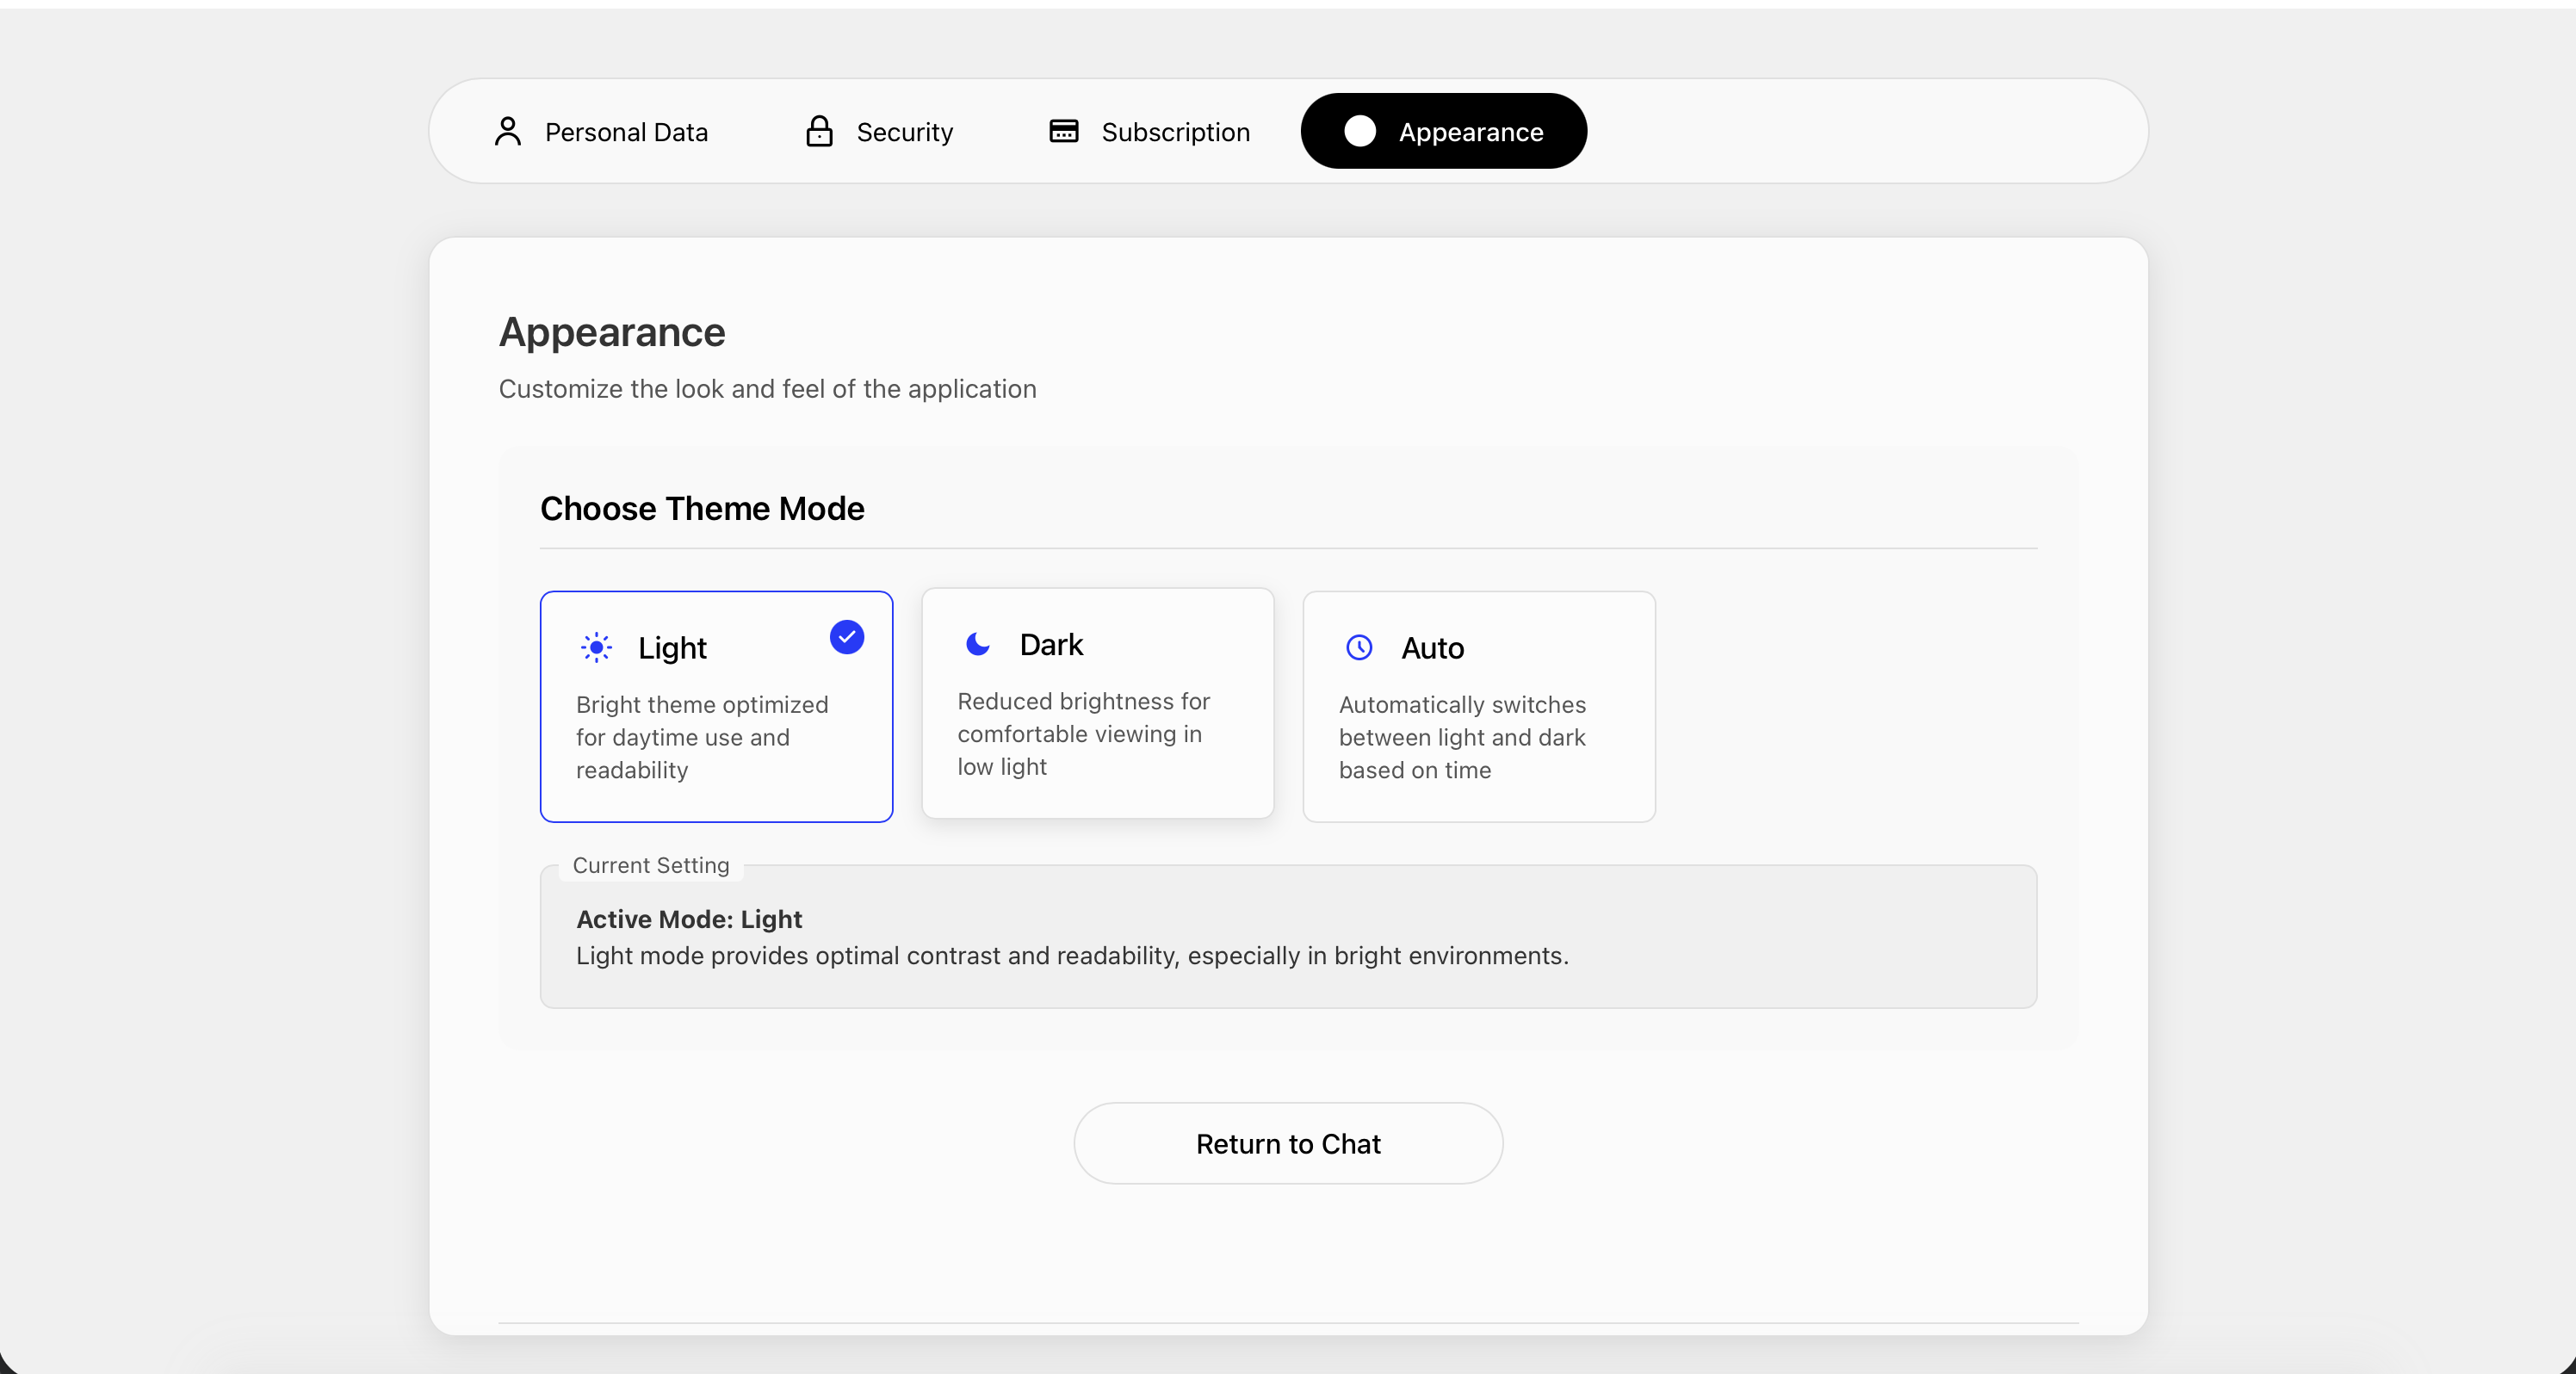 Personal Data
Security
Subscription
Appearance
Appearance
Customize the look and feel of the application
Choose Theme Mode
Light
Bright theme optimized
for daytime use and
readability
Dark
Reduced brightness for
comfortable viewing in
low light
Auto
Automatically switches
between light and dark
based on time
Current Setting
Active Mode: Light
Light mode provides optimal contrast and readability, especially in bright environments.
Return to Chat